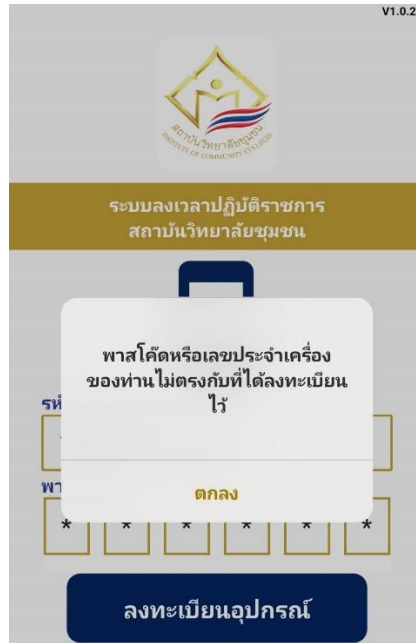 V1.0.2
สถาบันวิทยาลัยชุมชน
INSTITUTE OF COMMUNITY COLLEGES
ระบบลงเวลาปฏิบัติราชการ
สถาบันวิทยาลัยชุมชน
พาสโค๊ดหรือเลขประจำเครื่อง
ของท่านไม่ตรงกับที่ได้ลงทะเบียน
ไว้
รหั
พา
ตกลง
* * * * * *
ลงทะเบียนอุปกรณ์